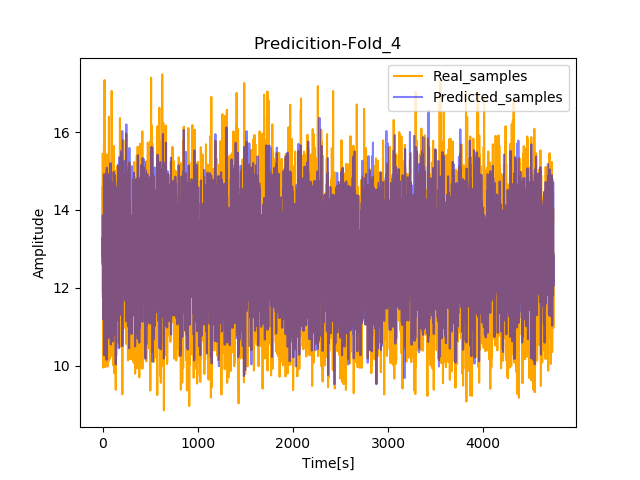 Predicition-Fold_4
Real_samples
Predicted_samples
16
14
12
10
Amplitude
0
1000
2000
3000
4000
Time[s]